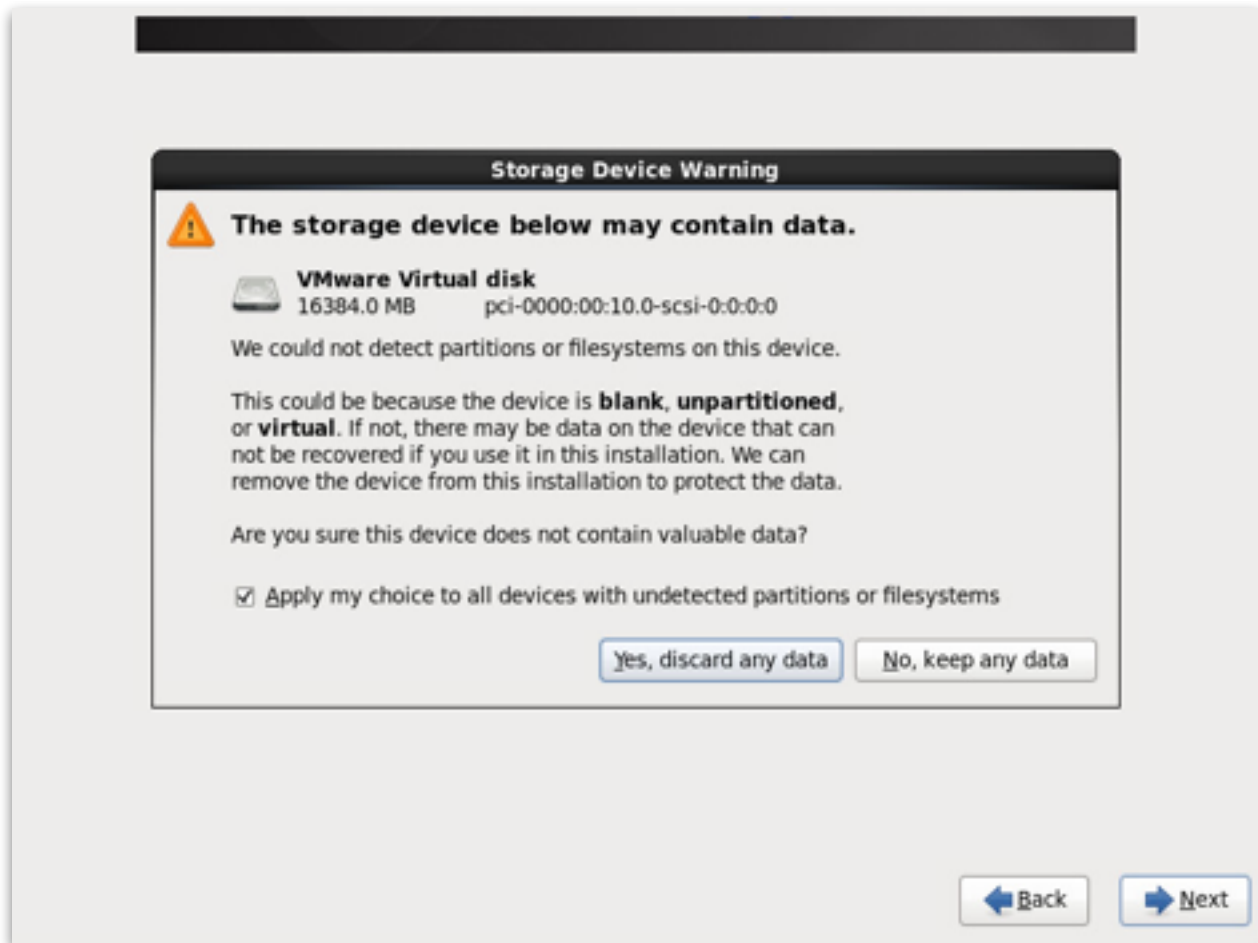 Storage Device Warning
The storage device below may contain data.
VMware Virtual disk
16384.0 MB pci-0000:00:10.0-scsi-0:0:0:0
We could not detect partitions or filesystems on this device.
This could be because the device is blank, unpartitioned,
or virtual. If not, there may be data on the device that can
not be recovered if you use it in this installation. We can
remove the device from this installation to protect the data.
Are you sure this device does not contain valuable data?
Apply my choice to all devices with undetected partitions or filesystems
Yes, discard any data No, keep any data
Back Next